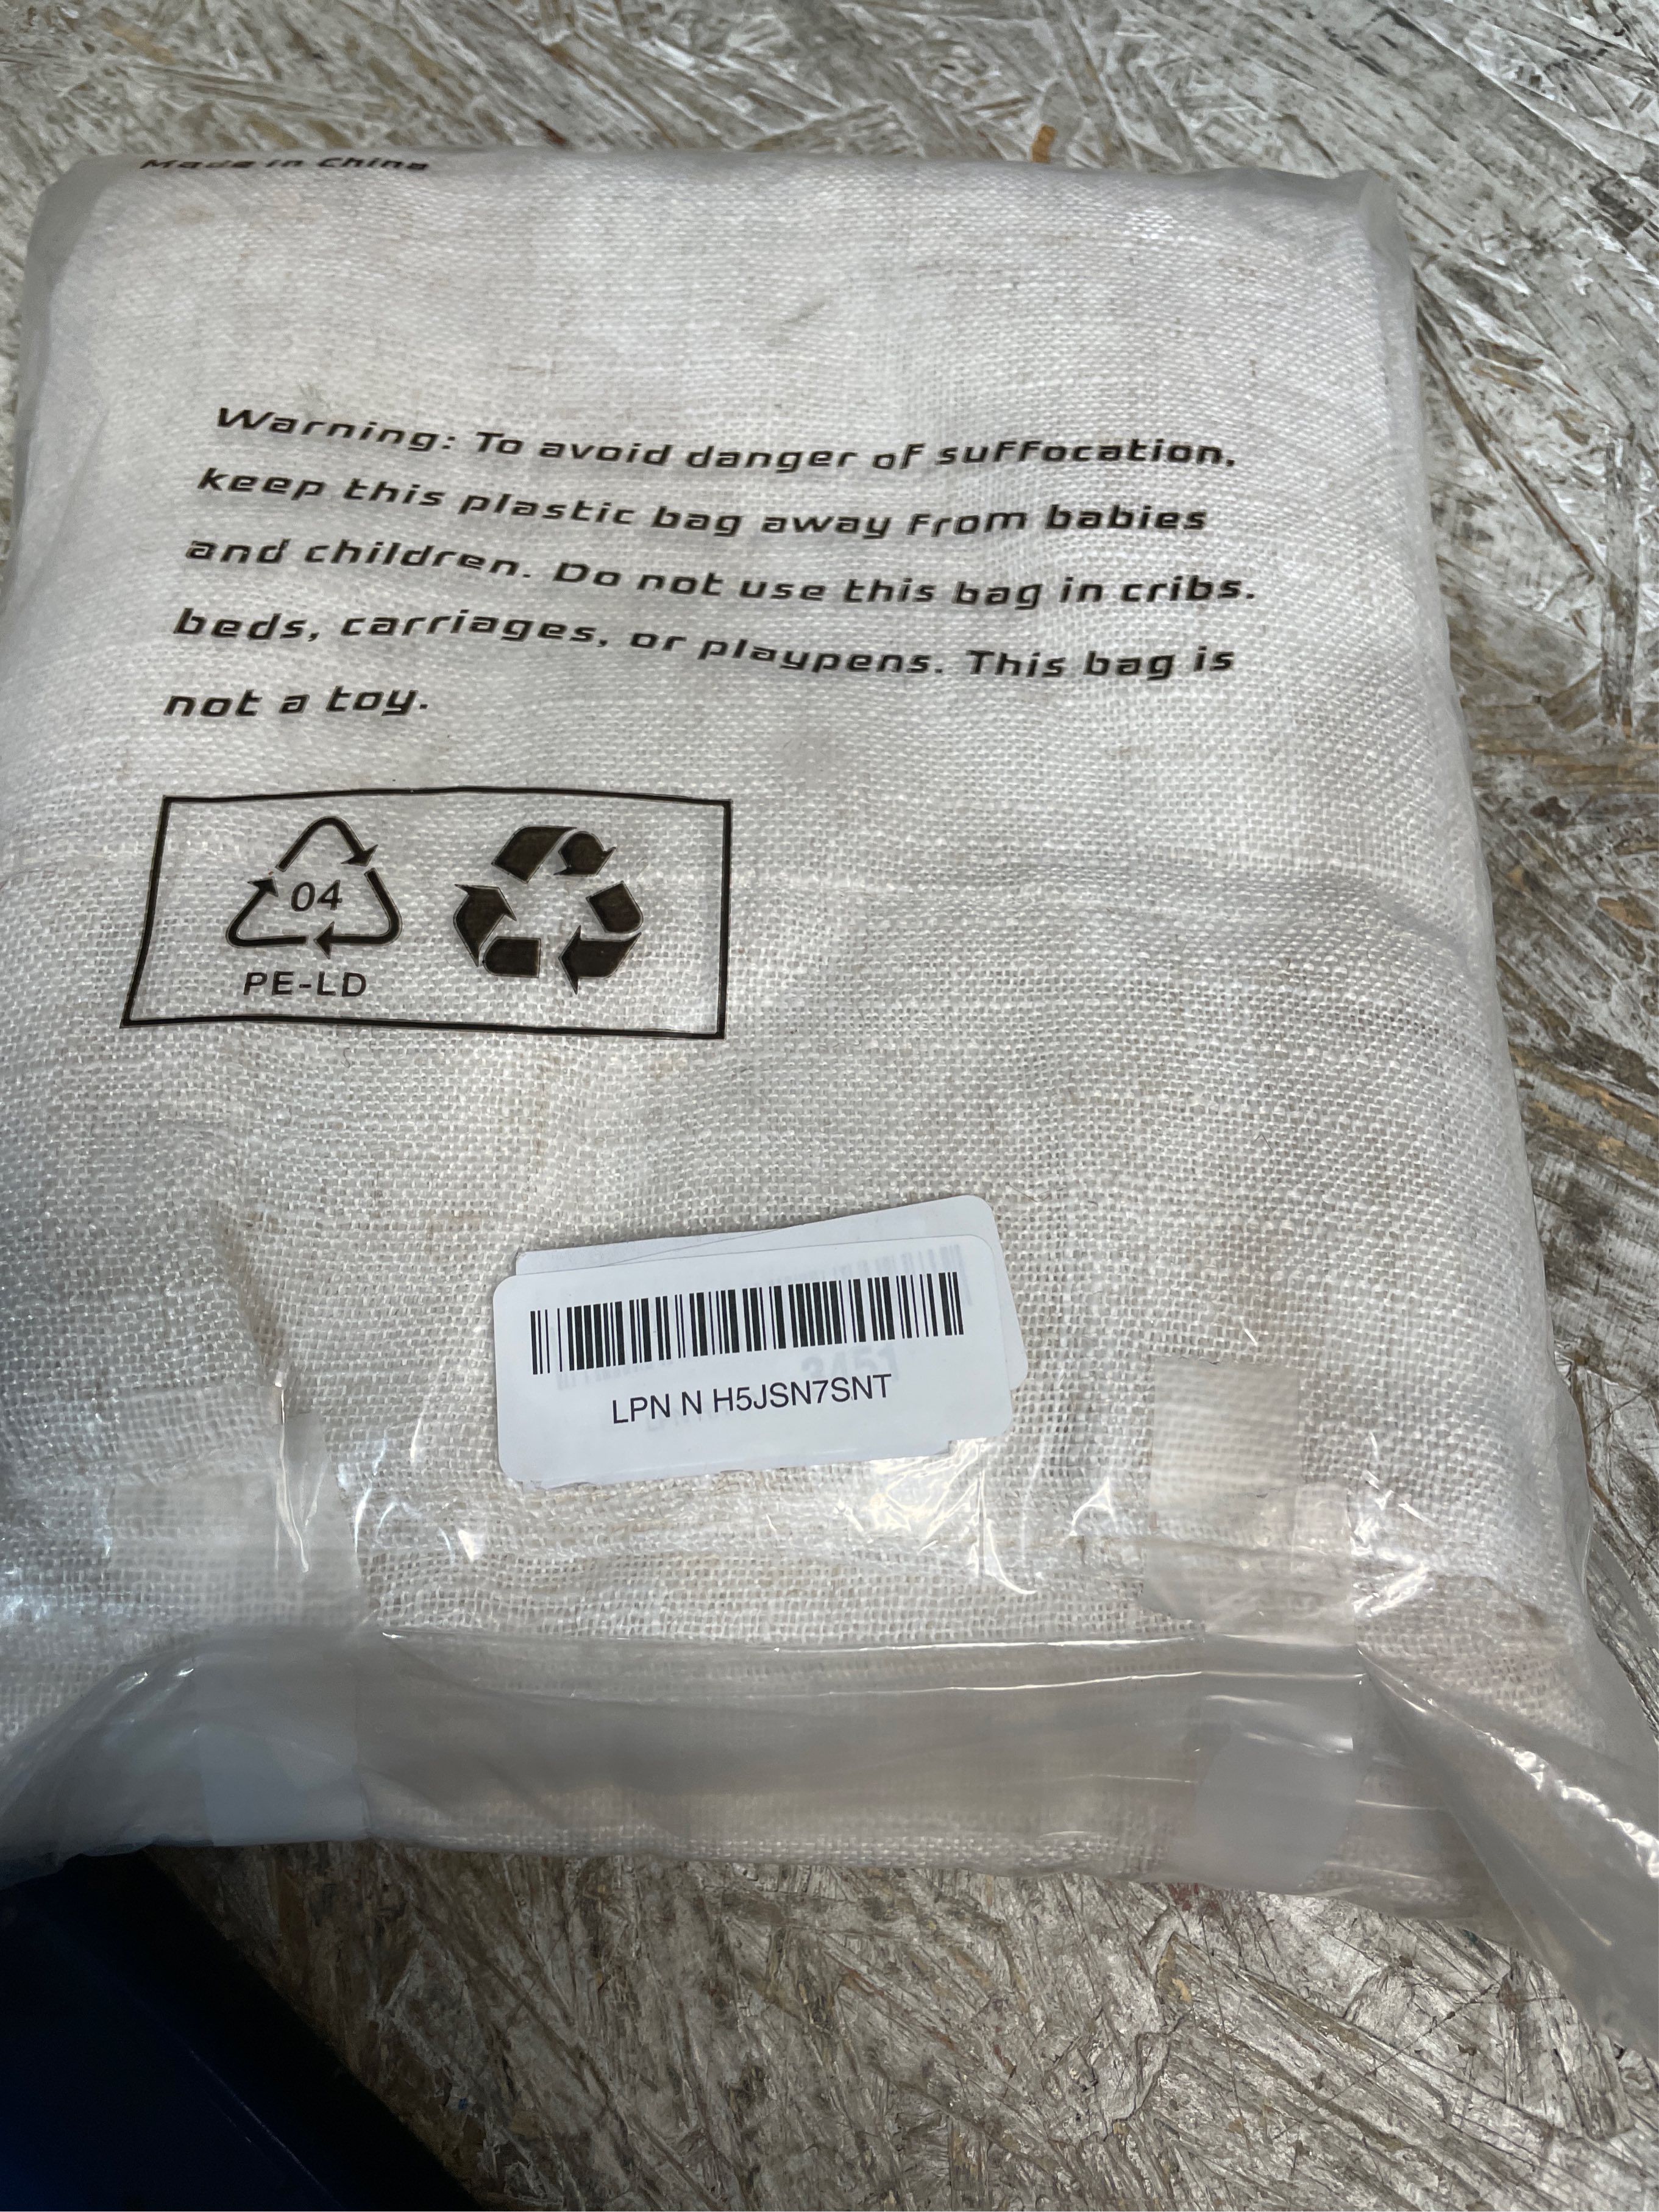 Made in China
Warning: To avoid danger of suffocation,
keep this plastic bag away from babies
and children. Do not use this bag in cribs.
beds, carriages, or playpens. This bag is
not a toy.
04
PE-LD
3451
LPN N H5JSN7SNT